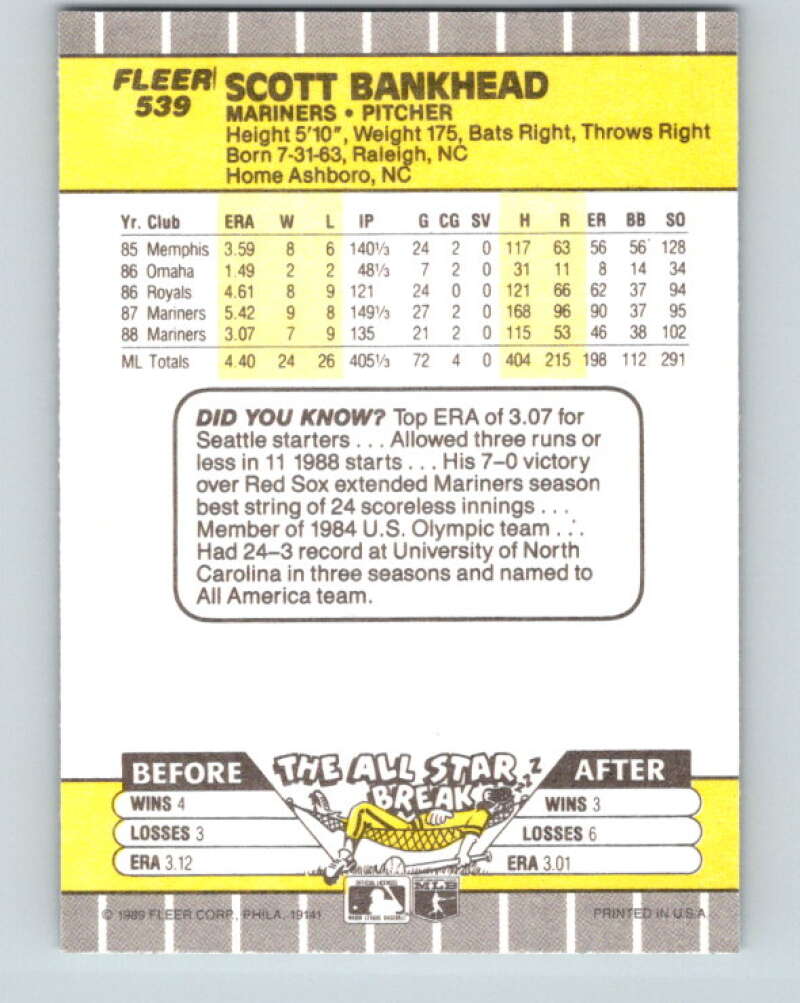 FLEER 539
SCOTT BANKHEAD
MARINERS • PITCHER
Height 5'10", Weight 175, Bats Right, Throws Right
Born 7-31-63, Raleigh, NC
Home Ashboro, NC
Yr. Club ERA W L IP G CG SV H R ER BB SO
85 Memphis 3.59 8 6 140⅓ 24 2 0 117 63 56 56 128
86 Omaha 1.49 2 2 48⅓ 7 2 0 31 11 8 14 34
86 Royals 4.61 8 9 121 24 0 0 121 66 62 37 94
87 Mariners 5.42 9 8 149⅓ 27 2 0 168 96 90 37 95
88 Mariners 3.07 7 9 135 21 2 0 115 53 46 38 102
ML Totals 4.40 24 26 405⅓ 72 4 0 404 215 198 112 291
DID YOU KNOW? Top ERA of 3.07 for
Seattle starters . . . Allowed three runs or
less in 11 1988 starts . . . His 7–0 victory
over Red Sox extended Mariners season
best string of 24 scoreless innings . . .
Member of 1984 U.S. Olympic team . . .
Had 24–3 record at University of North
Carolina in three seasons and named to
All America team.
BEFORE THE ALL STAR BREAK ZZZ AFTER
WINS 4 WINS 3
LOSSES 3 LOSSES 6
ERA 3.12 ERA 3.01
MLB
© 1989 FLEER CORP., PHILA. 19141 PRINTED IN U.S.A.